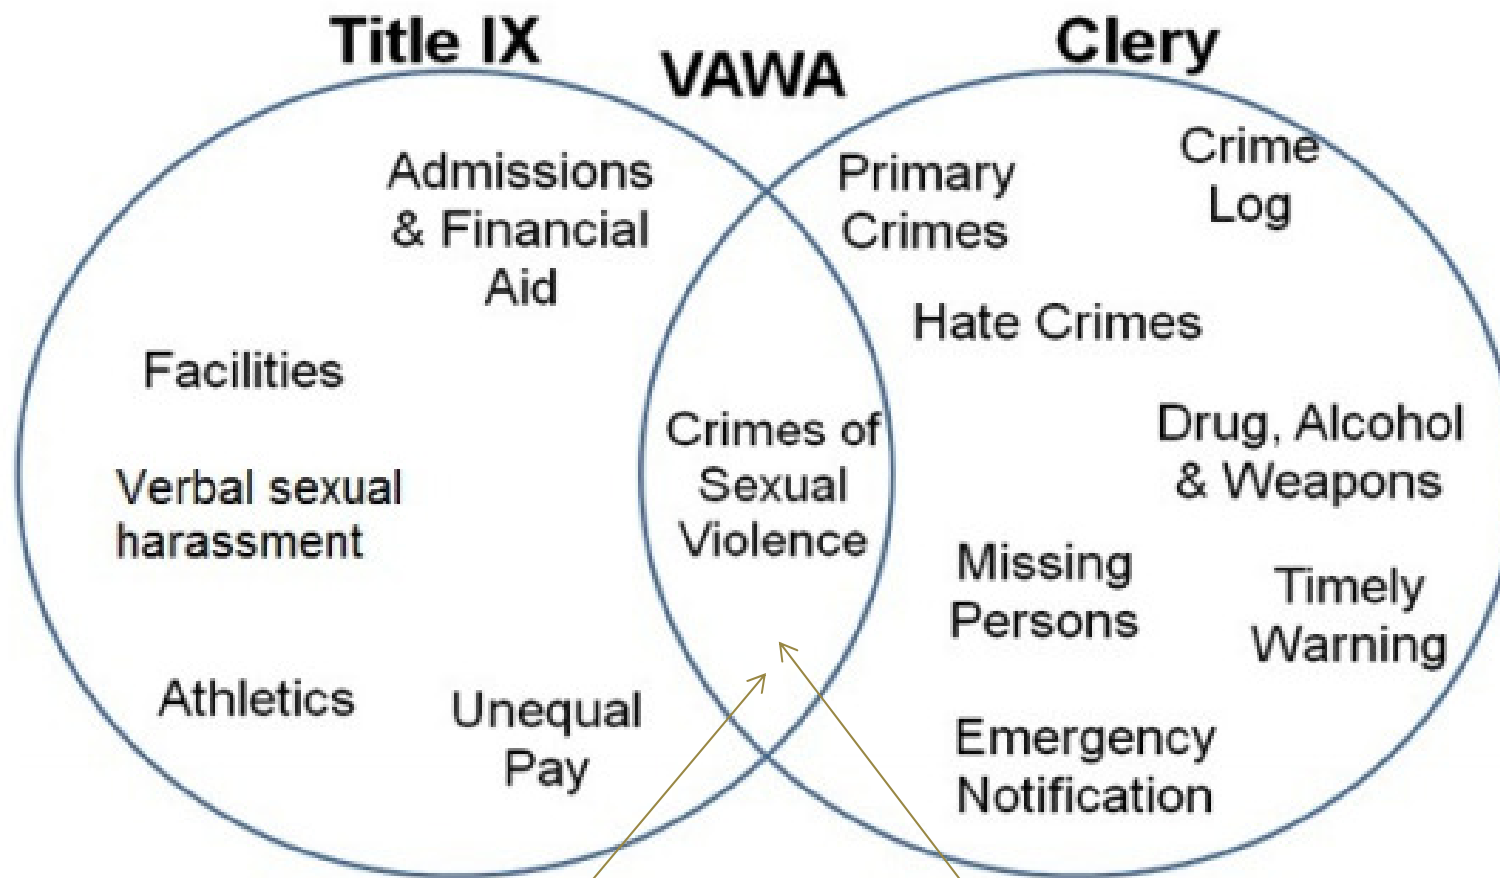 Title IX
VAWA
Clery
Admissions
& Financial
Aid
Facilities
Verbal sexual
harassment
Athletics
Unequal
Pay
Crimes of
Sexual
Violence
Primary
Crimes
Crime
Log
Hate Crimes
Drug, Alcohol
& Weapons
Missing
Persons
Timely
Warning
Emergency
Notification